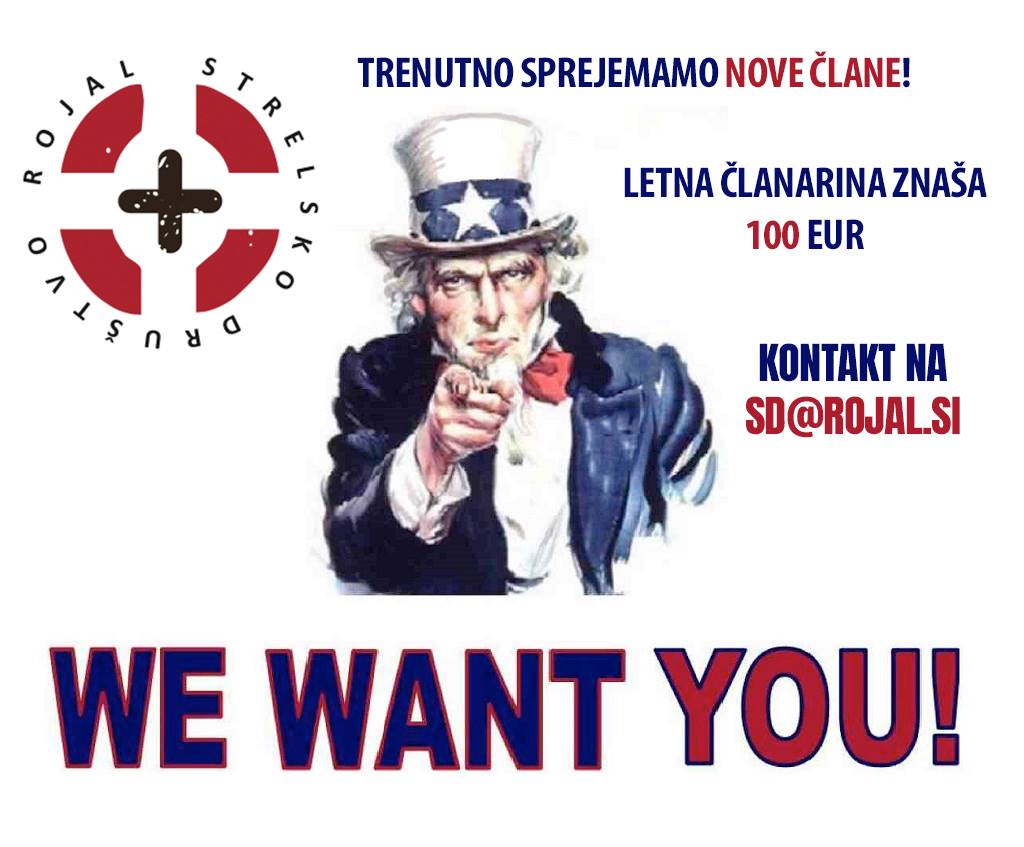 STRELSKO DRUŠTVO ROJAL
TRENUTNO SPREJEMAMO NOVE ČLANE!
LETNA ČLANARINA ZNAŠA
100 EUR
KONTAKT NA
SD@ROJAL.SI
WE WANT YOU!